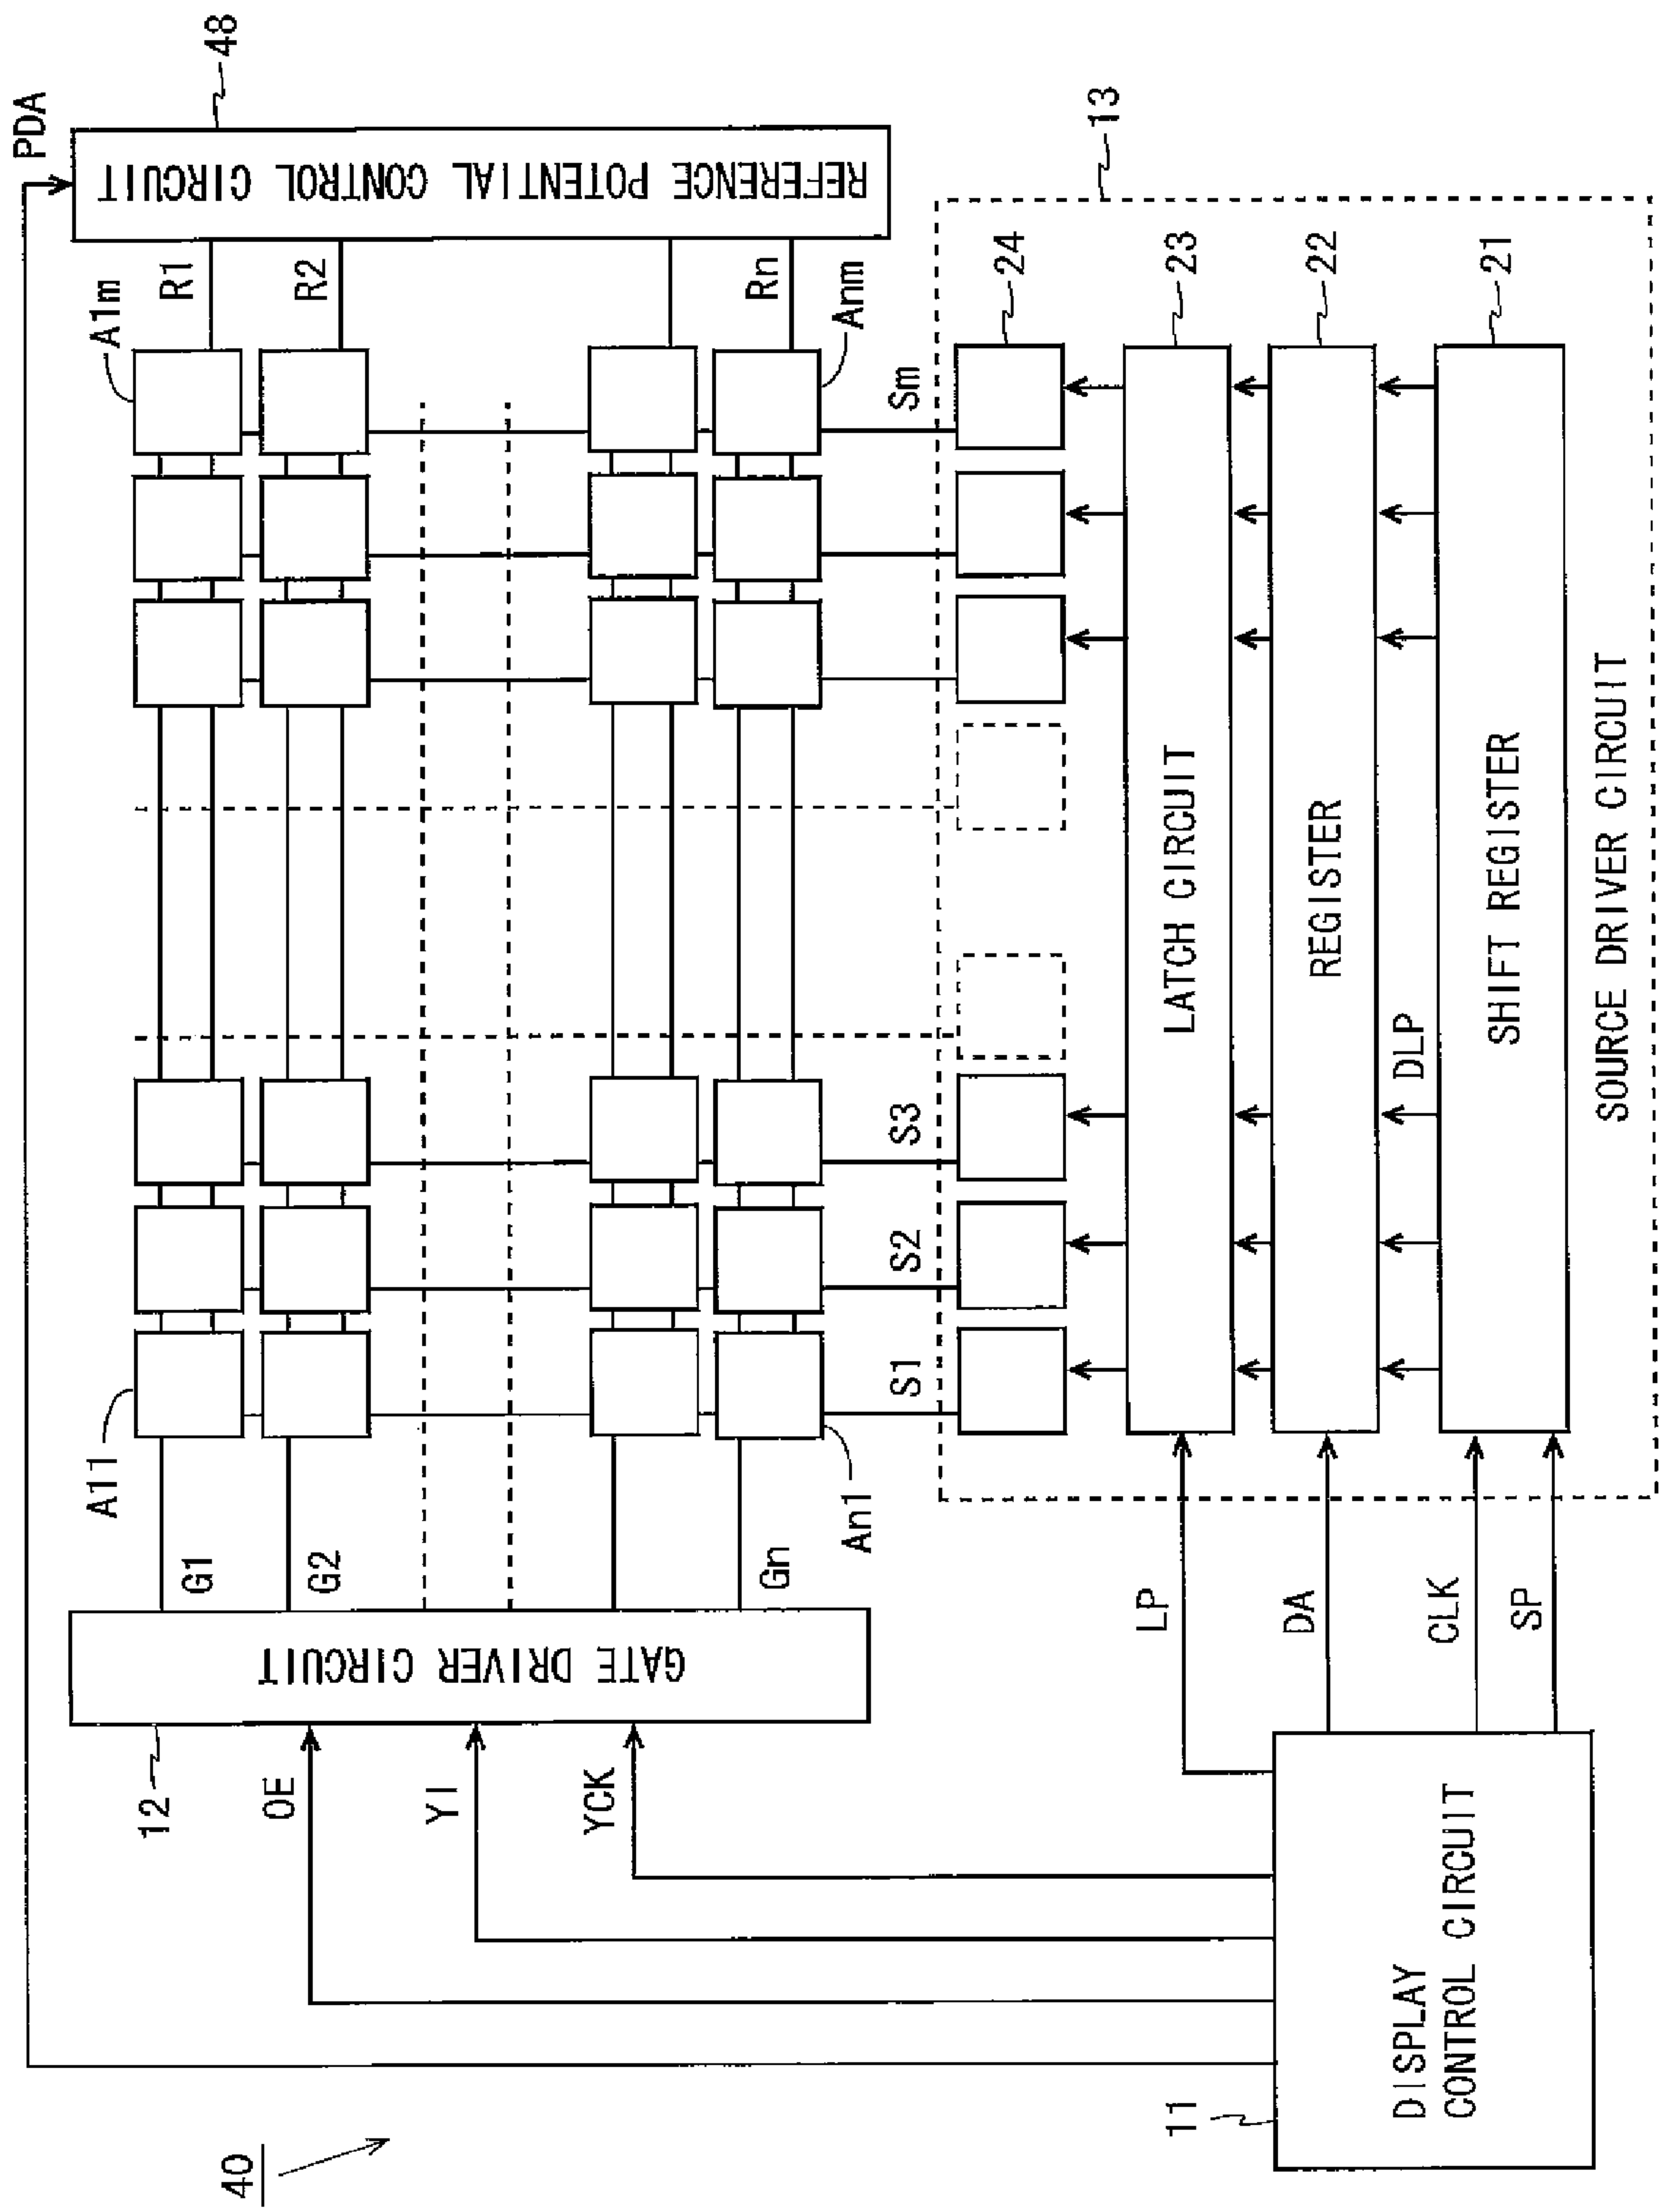 40
11
DISPLAY
CONTROL CIRCUIT
PDA
OE
YI
YCK
12
GATE DRIVER CIRCUIT
G1
G2
Gn
A11
A1m
An1
Anm
R1
R2
Rn
48
REFERENCE POTENTIAL CONTROL CIRCUIT
S1
S2
S3
Sm
13
24
LP
LATCH CIRCUIT
23
DA
REGISTER
22
DLP
CLK
SP
SHIFT REGISTER
21
SOURCE DRIVER CIRCUIT